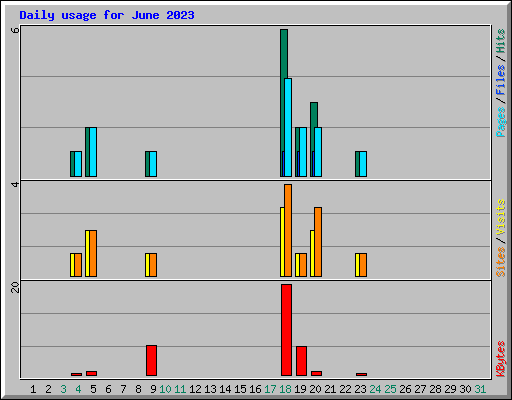 Daily usage for June 2023
6
4
20
Pages/Files/Hits
Sites/Visits
KBytes
1 2 3 4 5 6 7 8 9 10 11 12 13 14 15 16 17 18 19 20 21 22 23 24 25 26 27 28 29 30 31